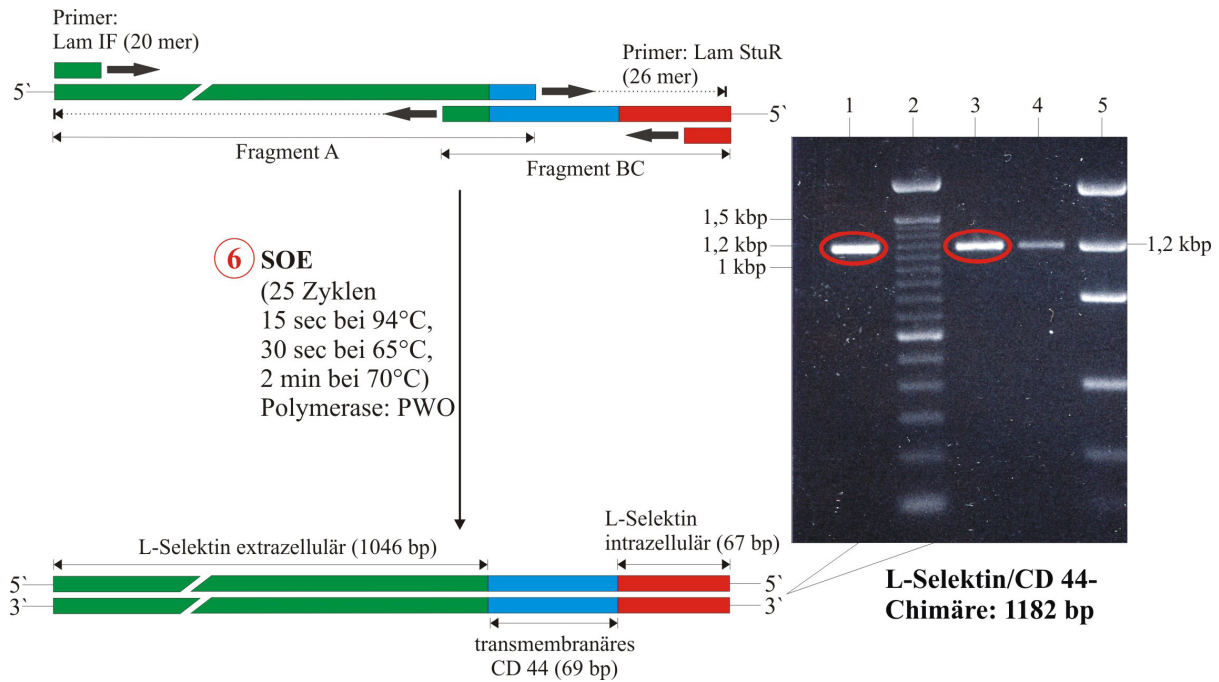 Primer:
Lam IF (20 mer)
Primer: Lam StuR
(26 mer)
5`
5`
Fragment A
Fragment BC
1 2 3 4 5
1,5 kbp
1,2 kbp
1 kbp
1,2 kbp
6 SOE
(25 Zyklen
15 sec bei 94°C,
30 sec bei 65°C,
2 min bei 70°C)
Polymerase: PWO
L-Selektin extrazellulär (1046 bp)
L-Selektin
intrazellulär (67 bp)
5` 5`
3` 3`
transmembranäres
CD 44 (69 bp)
L-Selektin/CD 44-
Chimäre: 1182 bp